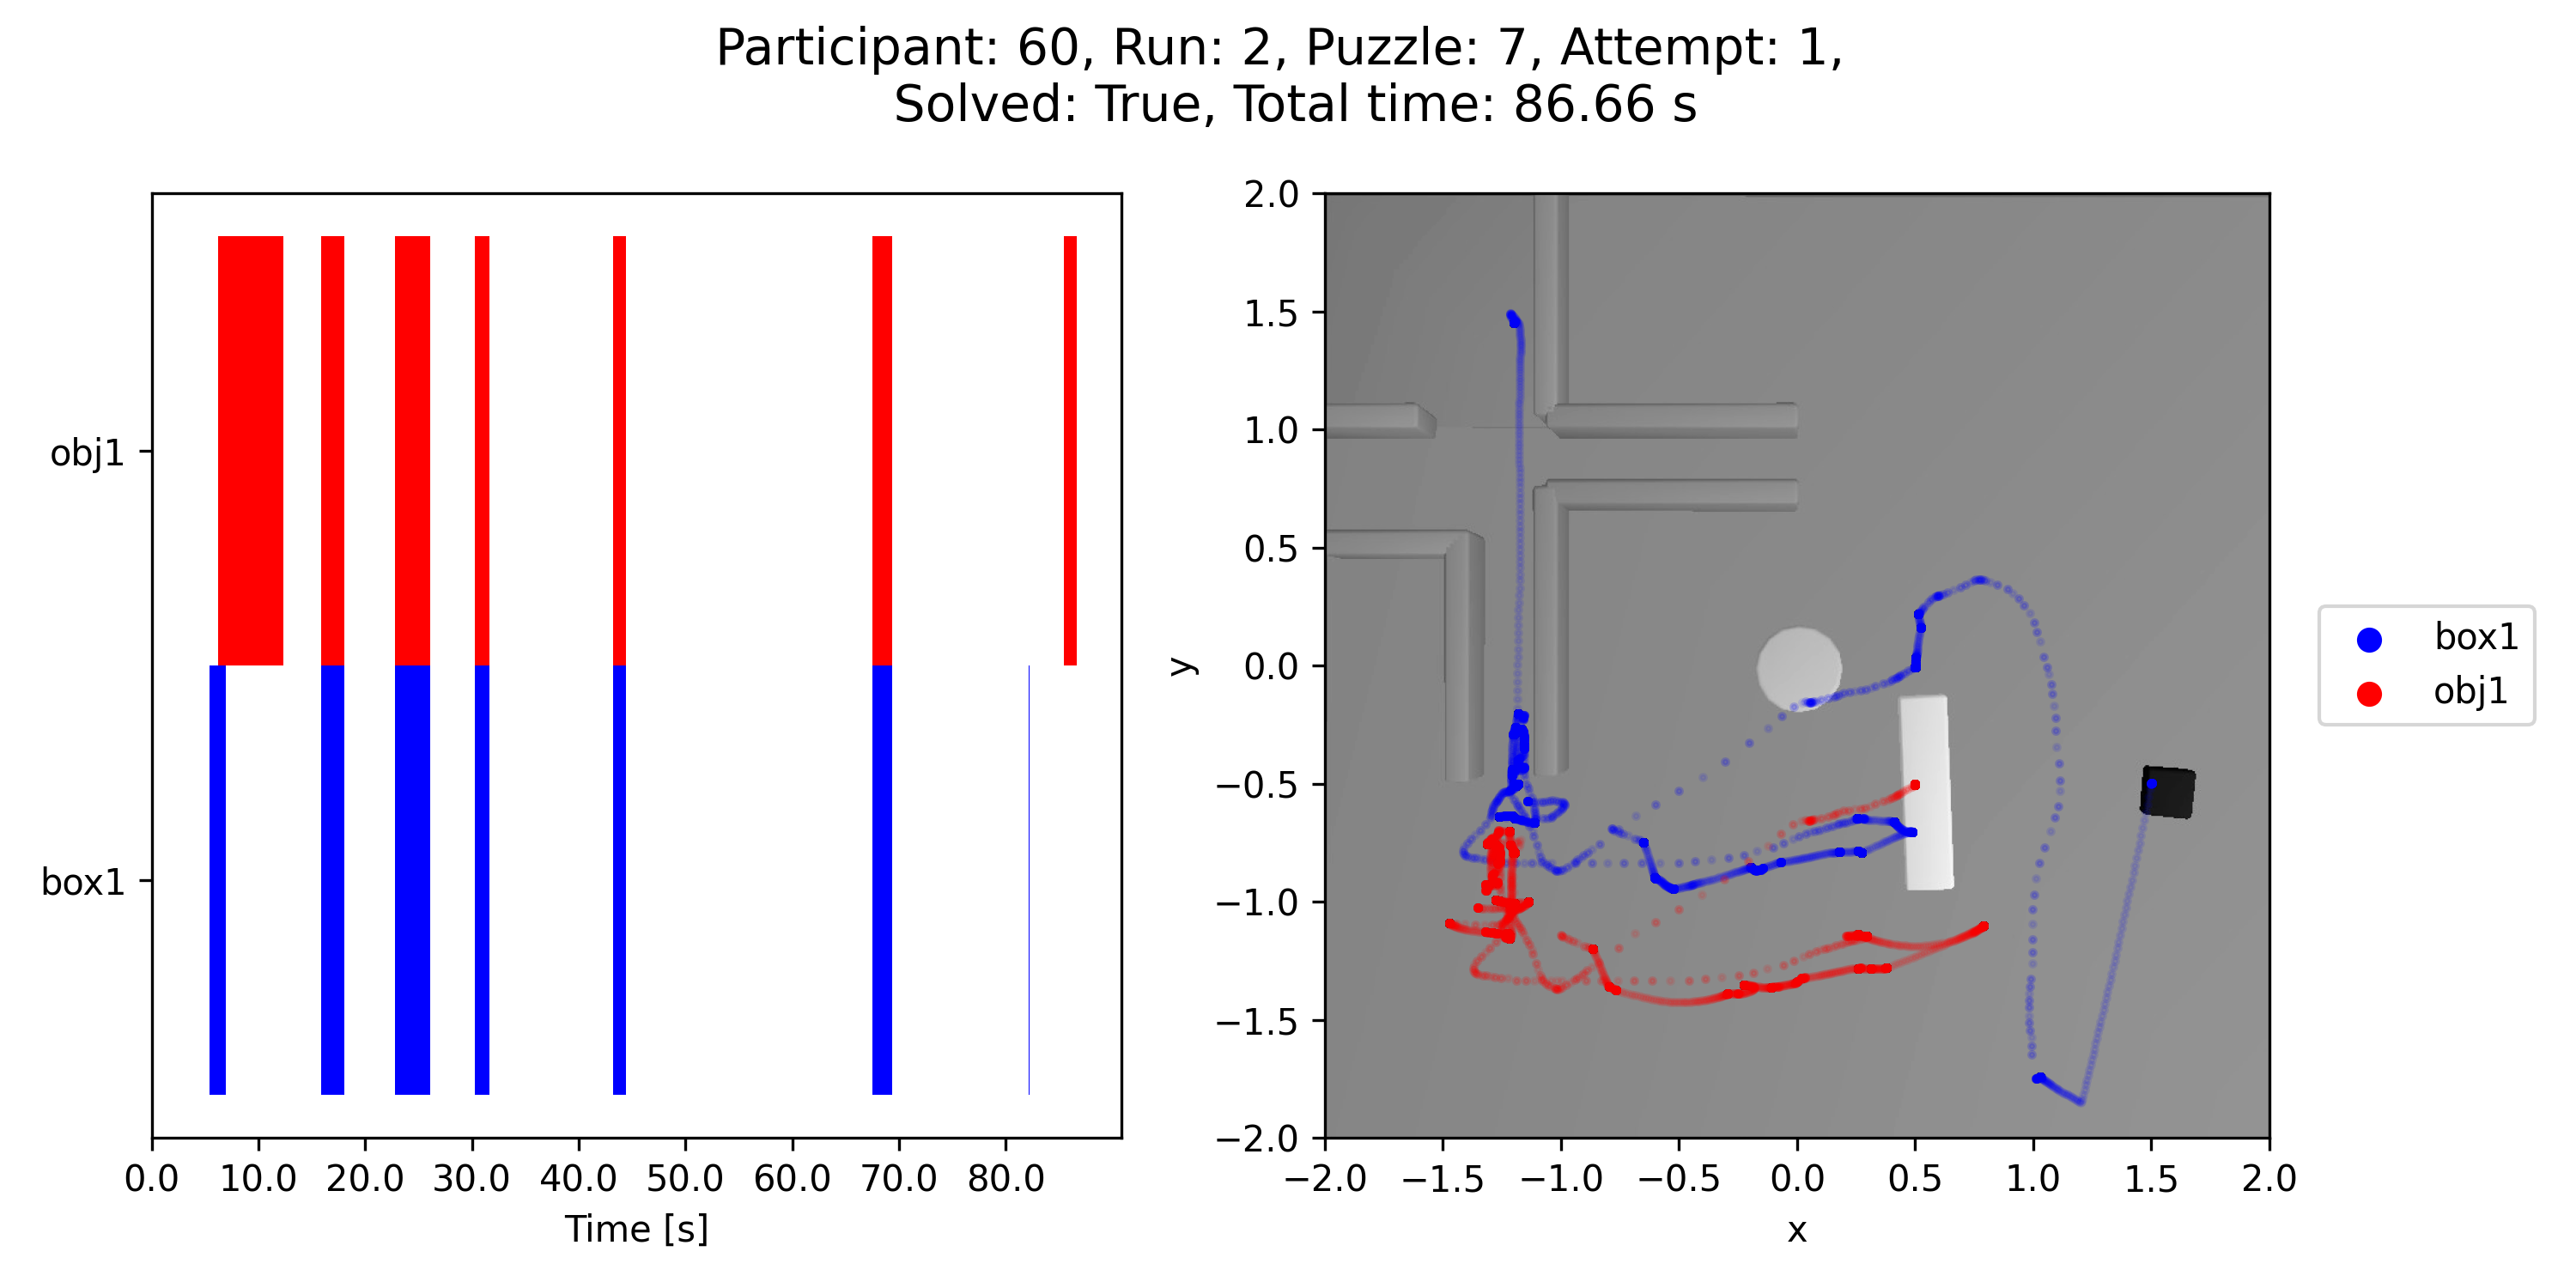 Participant: 60, Run: 2, Puzzle: 7, Attempt: 1,
Solved: True, Total time: 86.66 s
obj1
box1
0.0 10.0 20.0 30.0 40.0 50.0 60.0 70.0 80.0
Time [s]
2.0
1.5
1.0
0.5
0.0
−0.5
−1.0
−1.5
−2.0
y
−2.0 −1.5 −1.0 −0.5 0.0 0.5 1.0 1.5 2.0
x
box1
obj1